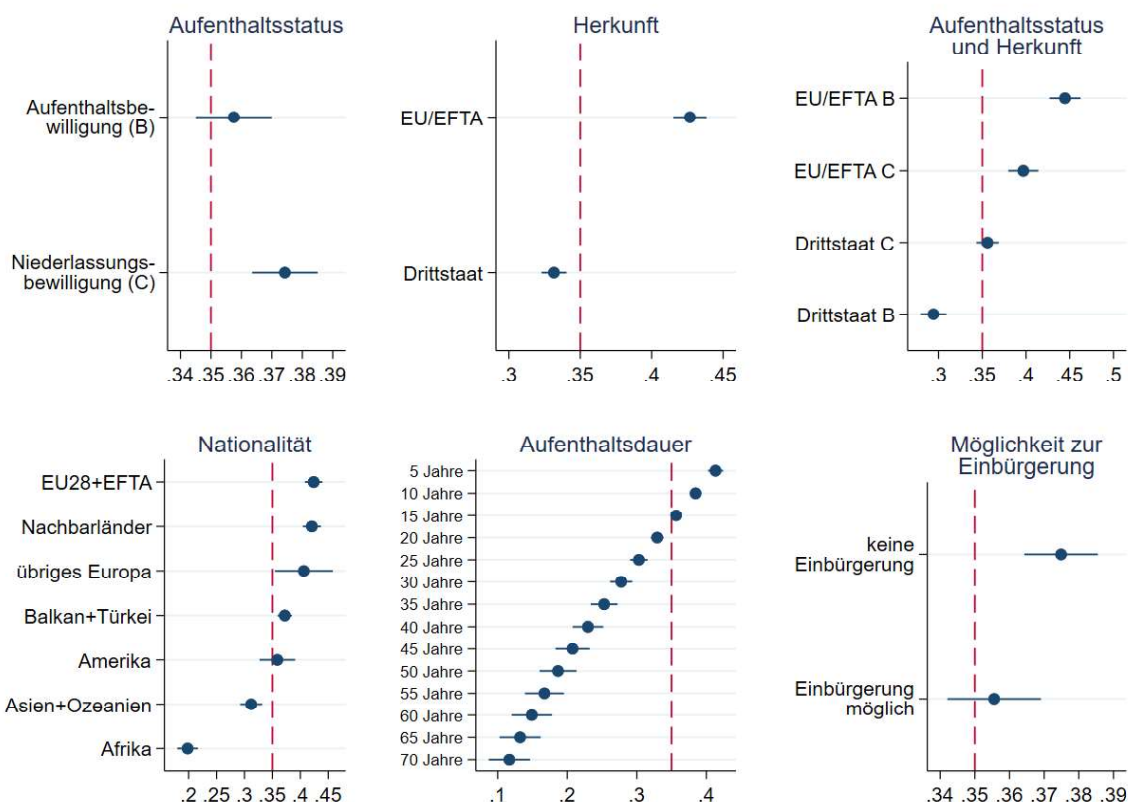 Aufenthaltsstatus
Aufenthaltsbe-
willigung (B)
Niederlassungs-
bewilligung (C)
.34 .35 .36 .37 .38 .39
Herkunft
EU/EFTA
Drittstaat
.3 .35 .4 .45
Aufenthaltsstatus
und Herkunft
EU/EFTA B
EU/EFTA C
Drittstaat C
Drittstaat B
.3 .35 .4 .45 .5
Nationalität
EU28+EFTA
Nachbarländer
übriges Europa
Balkan+Türkei
Amerika
Asien+Ozeanien
Afrika
.2 .25 .3 .35 .4 .45
Aufenthaltsdauer
5 Jahre
10 Jahre
15 Jahre
20 Jahre
25 Jahre
30 Jahre
35 Jahre
40 Jahre
45 Jahre
50 Jahre
55 Jahre
60 Jahre
65 Jahre
70 Jahre
.1 .2 .3 .4
Möglichkeit zur
Einbürgerung
keine
Einbürgerung
Einbürgerung
möglich
.34 .35 .36 .37 .38 .39